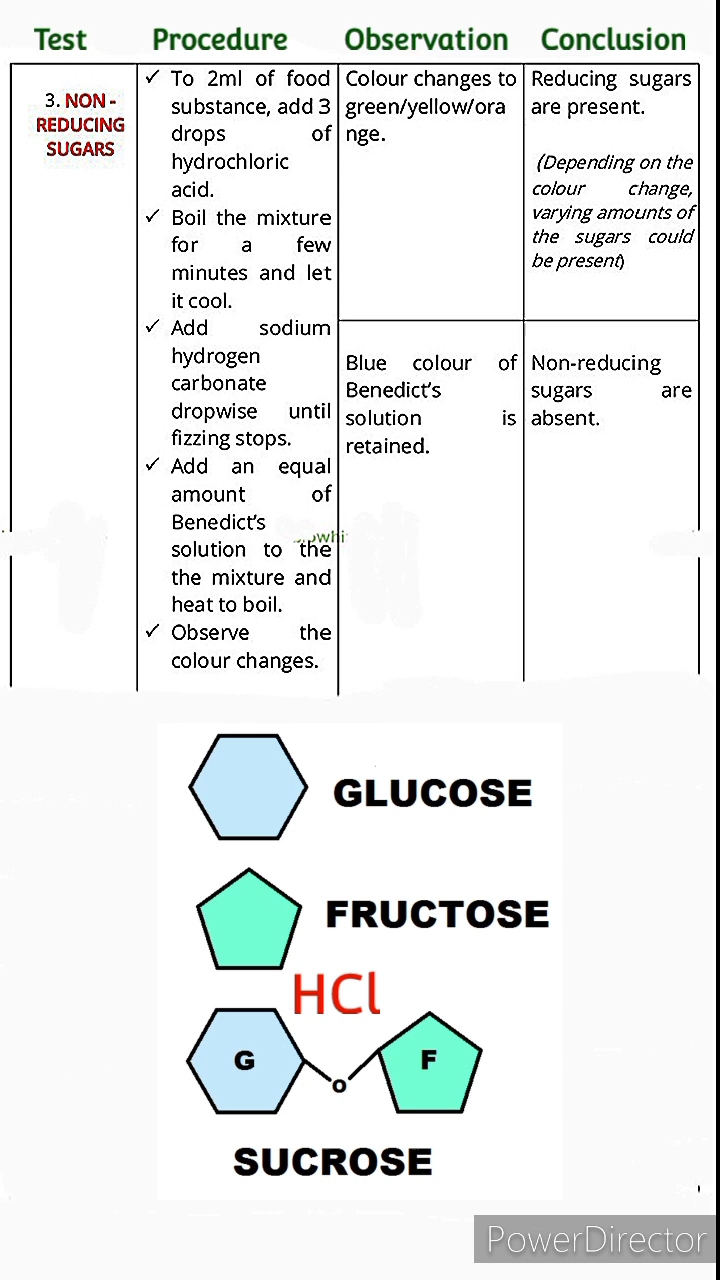 Test
Procedure
Observation
Conclusion
3. NON -
REDUCING
SUGARS
✓ To 2ml of food
substance, add 3
drops of
hydrochloric
acid.
✓ Boil the mixture
for a few
minutes and let
it cool.
✓ Add sodium
hydrogen
carbonate
dropwise until
fizzing stops.
✓ Add an equal
amount of
Benedict’s
solution to the
the mixture and
heat to boil.
✓ Observe the
colour changes.
Colour changes to
green/yellow/ora
nge.
Reducing sugars
are present.
(Depending on the
colour change,
varying amounts of
the sugars could
be present)
Blue colour of
Benedict’s
solution is
retained.
Non-reducing
sugars are
absent.
GLUCOSE
FRUCTOSE
HCl
G
O
F
SUCROSE
PowerDirector